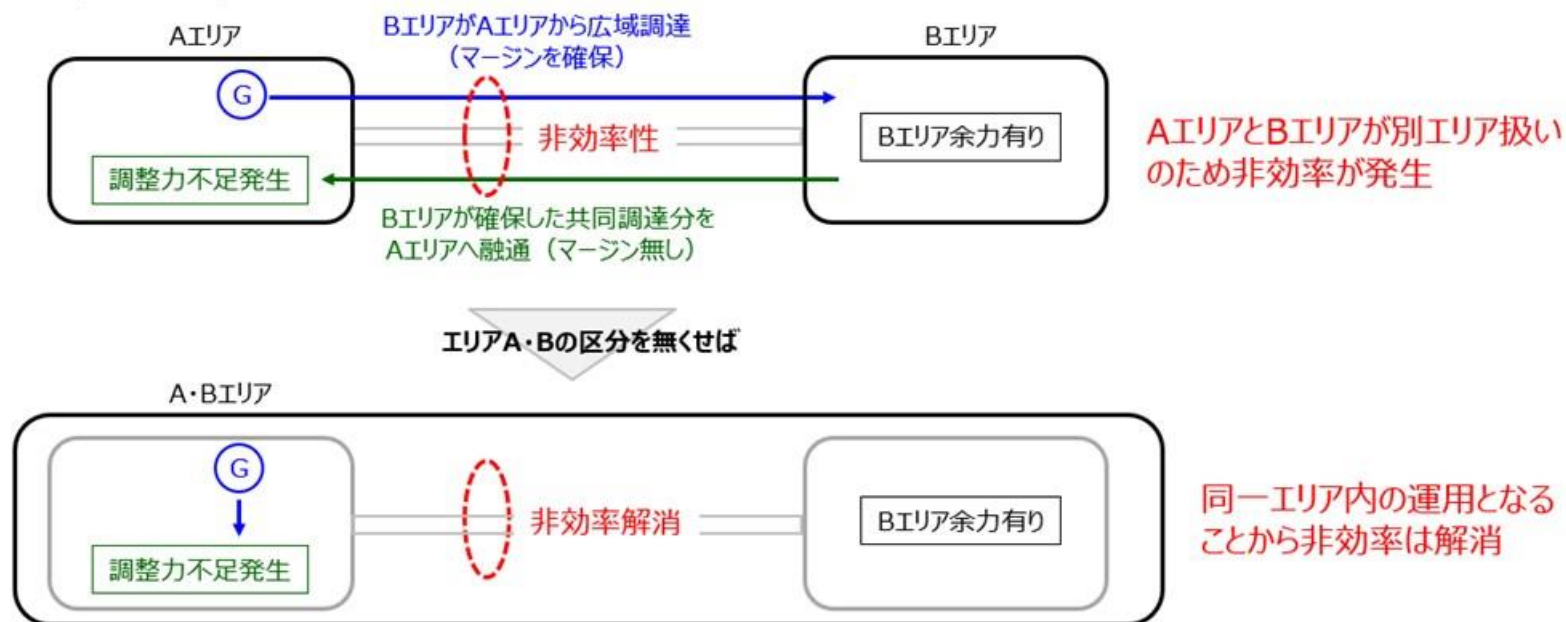 Aエリア
BエリアがAエリアから広域調達
（マージンを確保）
Bエリア
G
非効率性
Bエリア余力有り
調整力不足発生
AエリアとBエリアが別エリア扱い
のため非効率が発生
Bエリアが確保した共同調達分を
Aエリアへ融通（マージン無し）
エリアA・Bの区分を無くせば
A・Bエリア
G
非効率解消
Bエリア余力有り
調整力不足発生
同一エリア内の運用となる
ことから非効率は解消